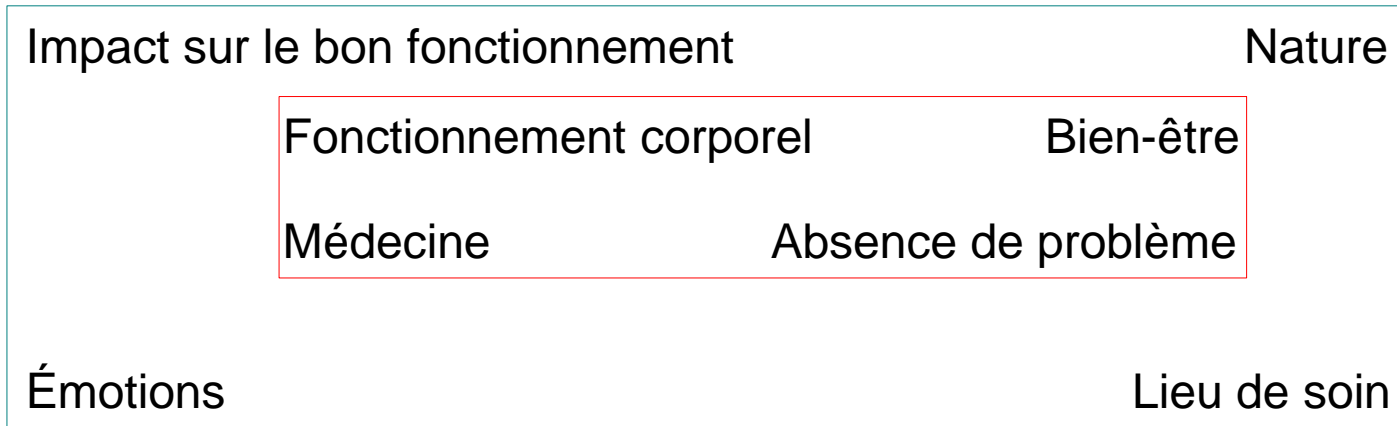 Impact sur le bon fonctionnement Nature
Fonctionnement corporel Bien-être
Médecine Absence de problème
Émotions Lieu de soin